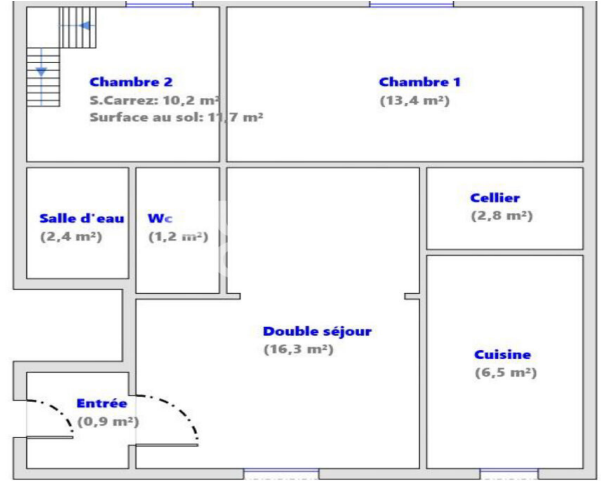 Chambre 2
S.Carrez: 10,2 m²
Surface au sol: 11,7 m²
Chambre 1
(13,4 m²)
Salle d'eau
(2,4 m²)
Wc
(1,2 m²)
Cellier
(2,8 m²)
Double séjour
(16,3 m²)
Cuisine
(6,5 m²)
Entrée
(0,9 m²)